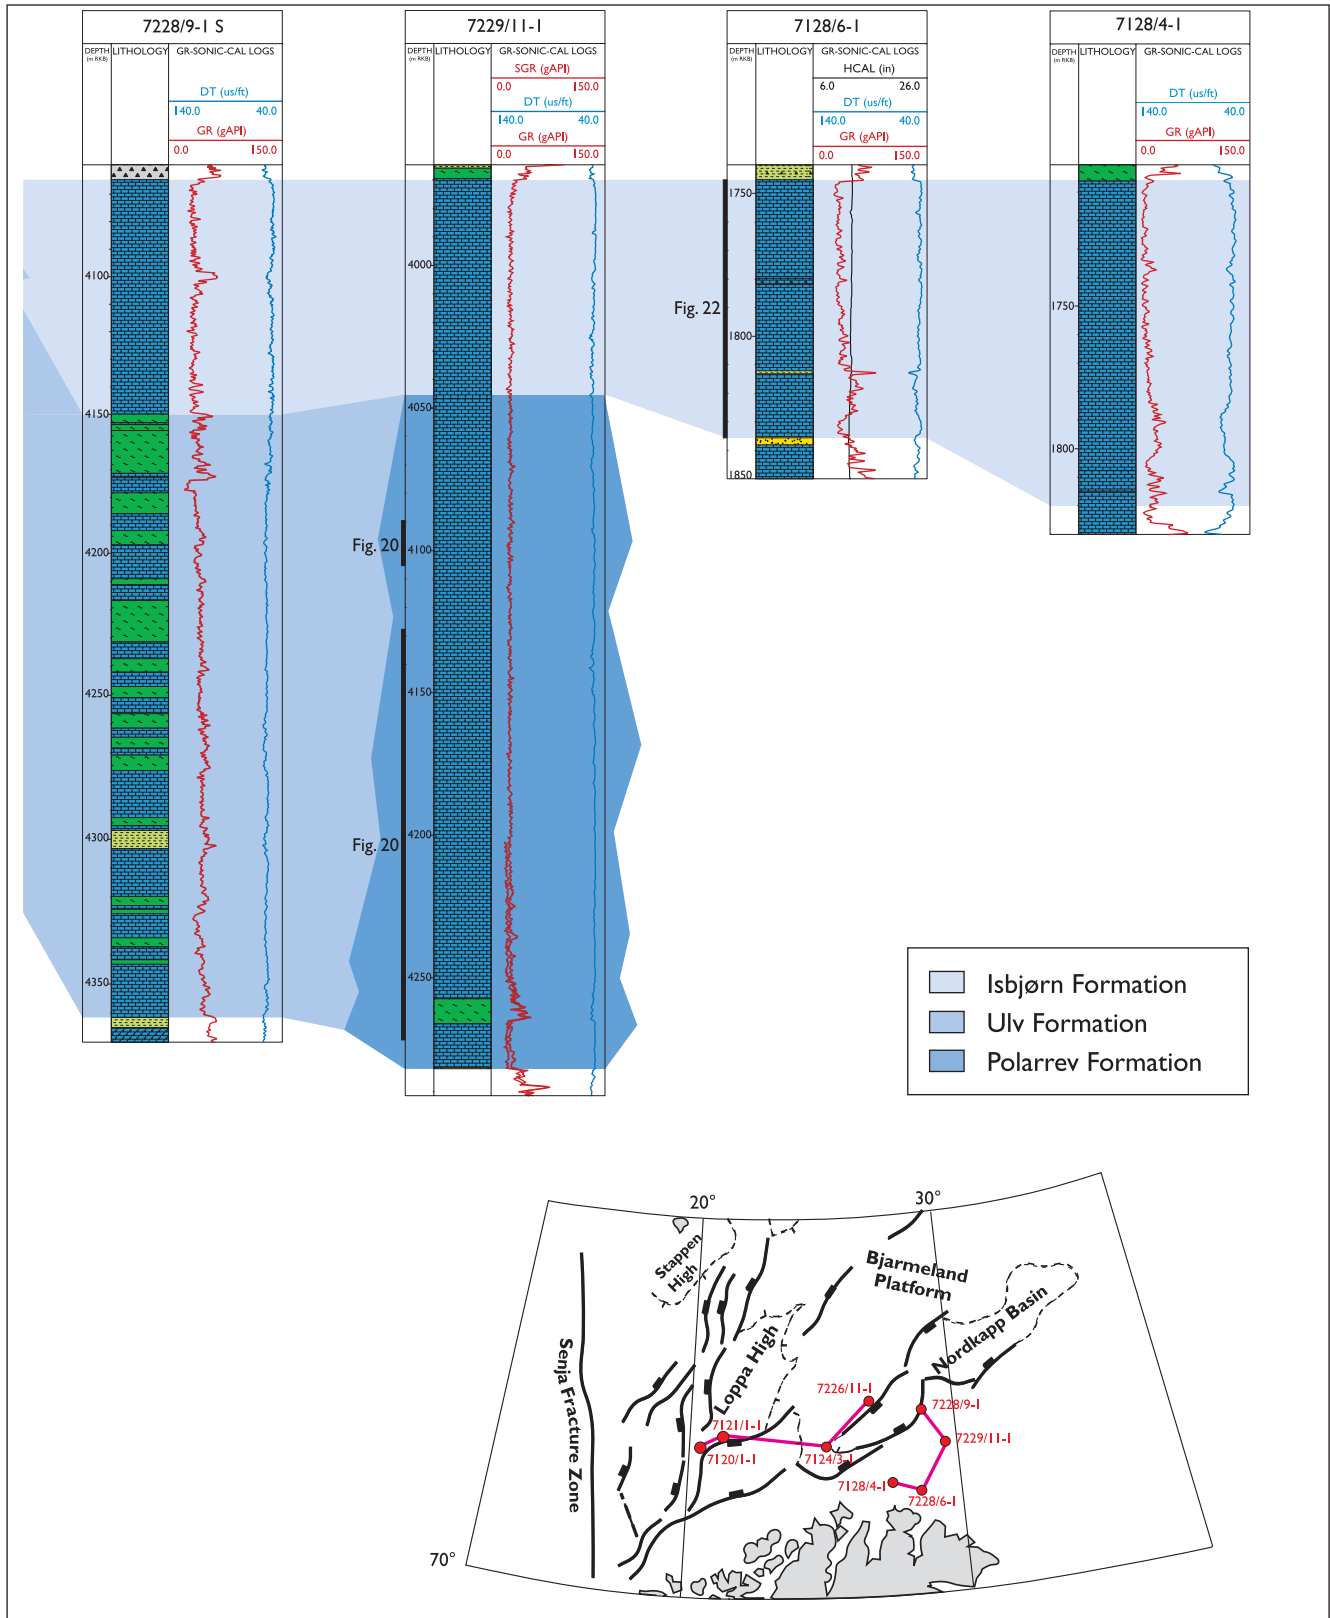 7228/9-1 S
DEPTH
(m RKB)
LITHOLOGY
GR-SONIC-CAL LOGS
DT (us/ft)
140.0 40.0
GR (gAPI)
0.0 150.0
4100
4150
4200
4250
4300
4350
7229/11-1
DEPTH
(m RKB)
LITHOLOGY
GR-SONIC-CAL LOGS
SGR (gAPI)
0.0 150.0
DT (us/ft)
140.0 40.0
GR (gAPI)
0.0 150.0
4000
4050
4100
4150
4200
4250
Fig. 20
Fig. 20
7128/6-1
DEPTH
(m RKB)
LITHOLOGY
GR-SONIC-CAL LOGS
HCAL (in)
6.0 26.0
DT (us/ft)
140.0 40.0
GR (gAPI)
0.0 150.0
1750
1800
1850
Fig. 22
7128/4-1
DEPTH
(m RKB)
LITHOLOGY
GR-SONIC-CAL LOGS
DT (us/ft)
140.0 40.0
GR (gAPI)
0.0 150.0
1750
1800
Isbjørn Formation
Ulv Formation
Polarrev Formation
20°
30°
70°
Stappen
High
Bjarmeland
Platform
Nordkapp Basin
Loppa High
Senja Fracture Zone
7226/11-1
7228/9-1
7121/1-1
7229/11-1
7120/1-1
7124/3-1
7128/4-1
7228/6-1